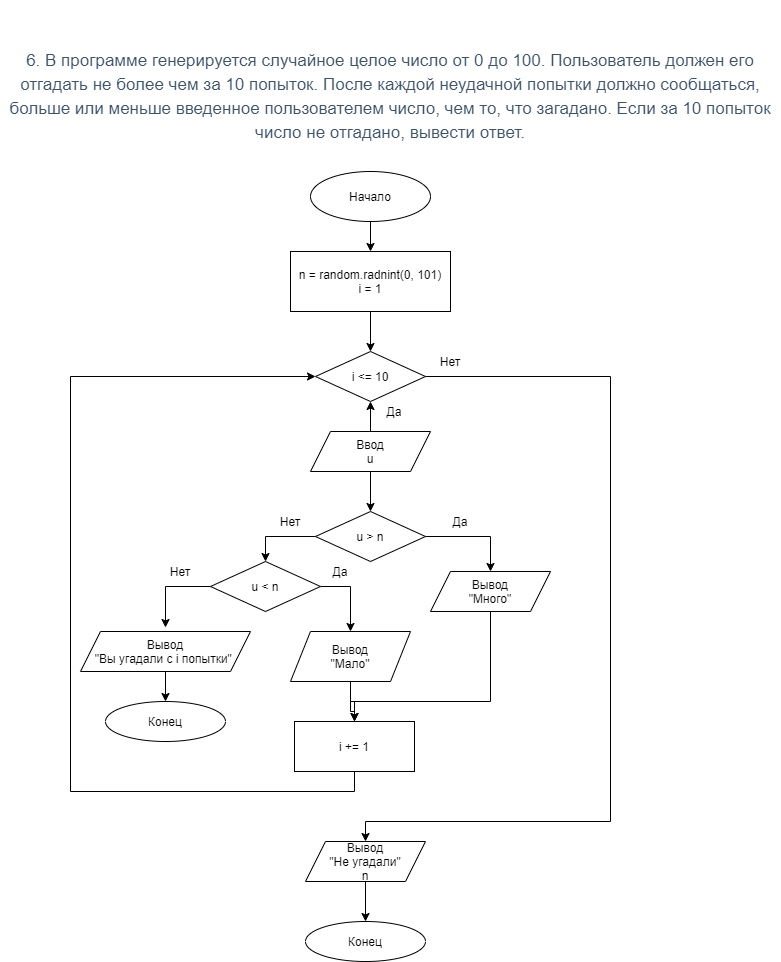 6. В программе генерируется случайное целое число от 0 до 100. Пользователь должен его
отгадать не более чем за 10 попыток. После каждой неудачной попытки должно сообщаться,
больше или меньше введенное пользователем число, чем то, что загадано. Если за 10 попыток
число не отгадано, вывести ответ.
Начало
n = random.radnint(0, 101)
i = 1
Нет
i <= 10
Да
Ввод
u
Нет
Да
u > n
Нет
Да
u < n
Вывод
"Много"
Вывод
"Вы угадали с i попытки"
Вывод
"Мало"
Конец
i += 1
Вывод
"Не угадали"
n
Конец